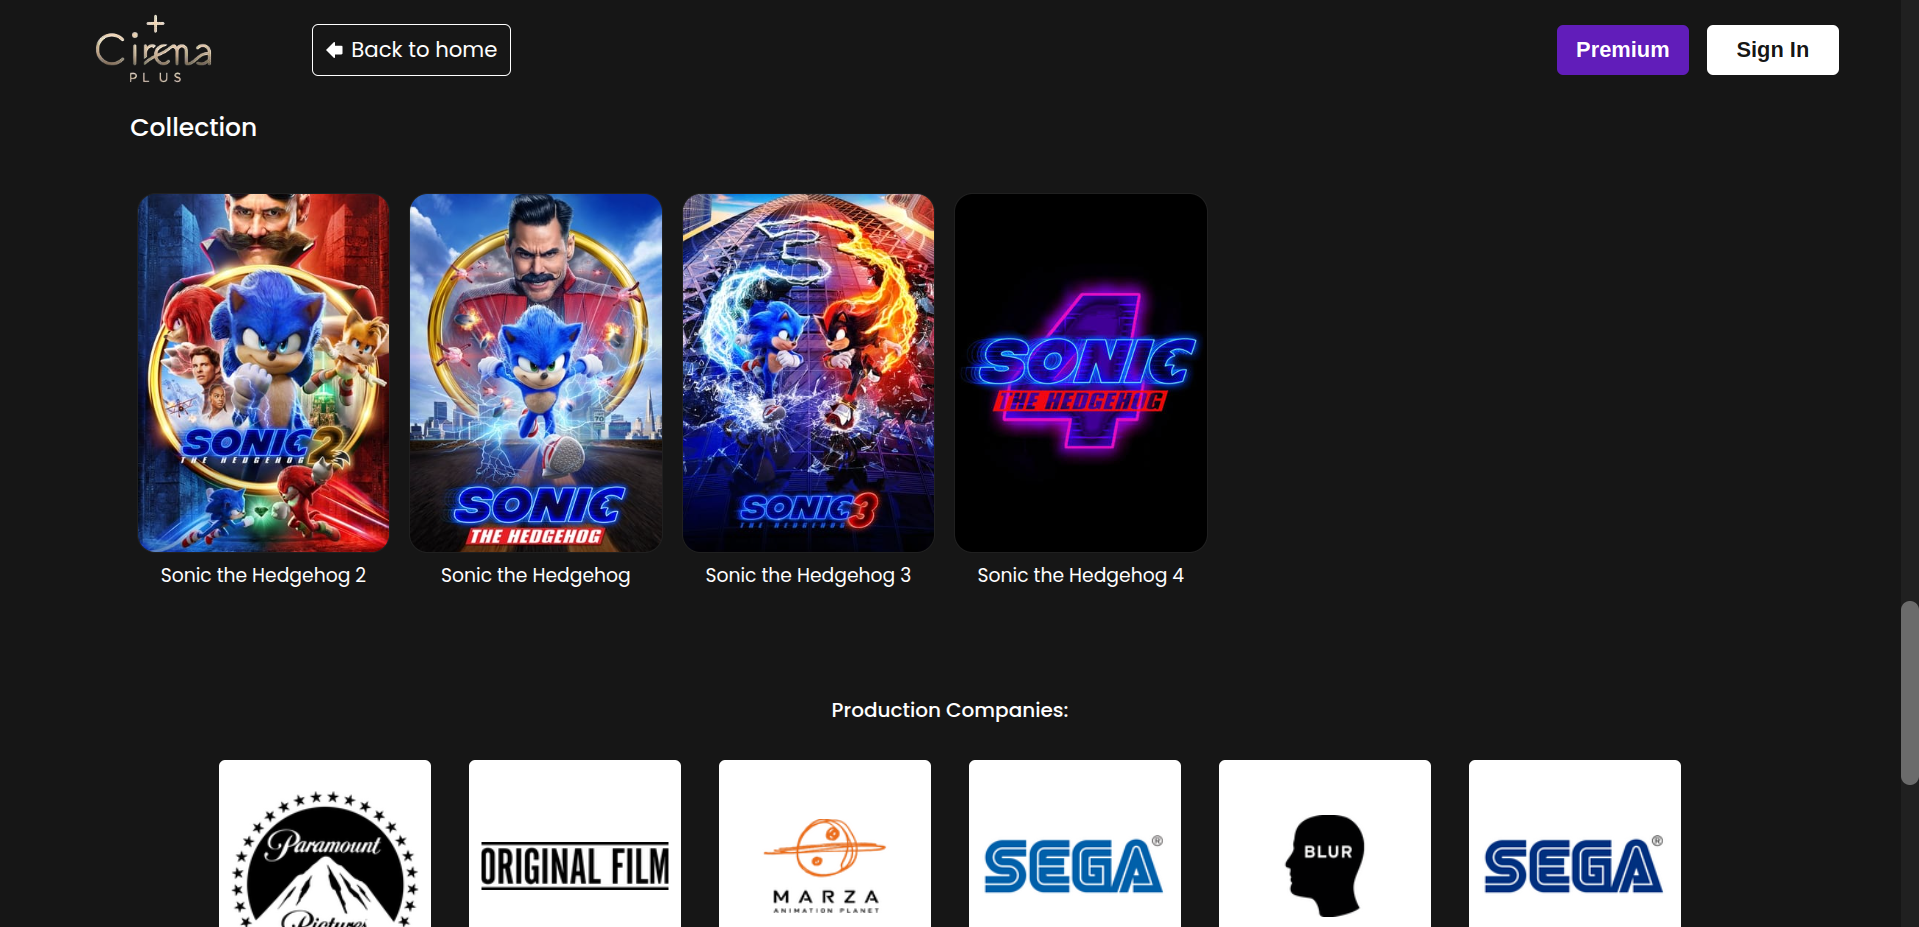 Cinema
PLUS
Back to home
Premium
Sign In
Collection
SONIC 2
THE HEDGEHOG
SONIC
THE HEDGEHOG
SONIC 3
THE HEDGEHOG
4
SONIC
THE HEDGEHOG
Sonic the Hedgehog 2
Sonic the Hedgehog
Sonic the Hedgehog 3
Sonic the Hedgehog 4
Production Companies:
Paramount
Pictures
ORIGINAL FILM
MARZA
ANIMATION PLANET
SEGA®
BLUR
SEGA®